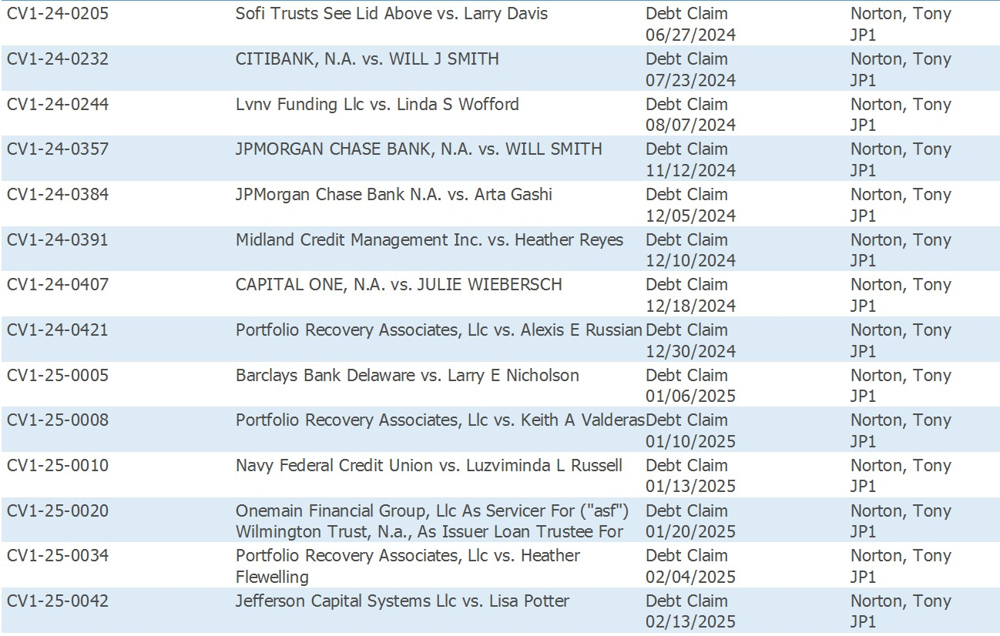 CV1-24-0205 Sofi Trusts See Lid Above vs. Larry Davis Debt Claim Norton, Tony
06/27/2024 JP1
CV1-24-0232 CITIBANK, N.A. vs. WILL J SMITH Debt Claim Norton, Tony
07/23/2024 JP1
CV1-24-0244 Lvnv Funding Llc vs. Linda S Wofford Debt Claim Norton, Tony
08/07/2024 JP1
CV1-24-0357 JPMORGAN CHASE BANK, N.A. vs. WILL SMITH Debt Claim Norton, Tony
11/12/2024 JP1
CV1-24-0384 JPMorgan Chase Bank N.A. vs. Arta Gashi Debt Claim Norton, Tony
12/05/2024 JP1
CV1-24-0391 Midland Credit Management Inc. vs. Heather Reyes Debt Claim Norton, Tony
12/10/2024 JP1
CV1-24-0407 CAPITAL ONE, N.A. vs. JULIE WIEBERSCH Debt Claim Norton, Tony
12/18/2024 JP1
CV1-24-0421 Portfolio Recovery Associates, Llc vs. Alexis E Russian Debt Claim Norton, Tony
12/30/2024 JP1
CV1-25-0005 Barclays Bank Delaware vs. Larry E Nicholson Debt Claim Norton, Tony
01/06/2025 JP1
CV1-25-0008 Portfolio Recovery Associates, Llc vs. Keith A Valderas Debt Claim Norton, Tony
01/10/2025 JP1
CV1-25-0010 Navy Federal Credit Union vs. Luzviminda L Russell Debt Claim Norton, Tony
01/13/2025 JP1
CV1-25-0020 Onemain Financial Group, Llc As Servicer For ("asf") Debt Claim Norton, Tony
Wilmington Trust, N.a., As Issuer Loan Trustee For 01/20/2025 JP1
CV1-25-0034 Portfolio Recovery Associates, Llc vs. Heather Debt Claim Norton, Tony
Flewelling 02/04/2025 JP1
CV1-25-0042 Jefferson Capital Systems Llc vs. Lisa Potter Debt Claim Norton, Tony
02/13/2025 JP1